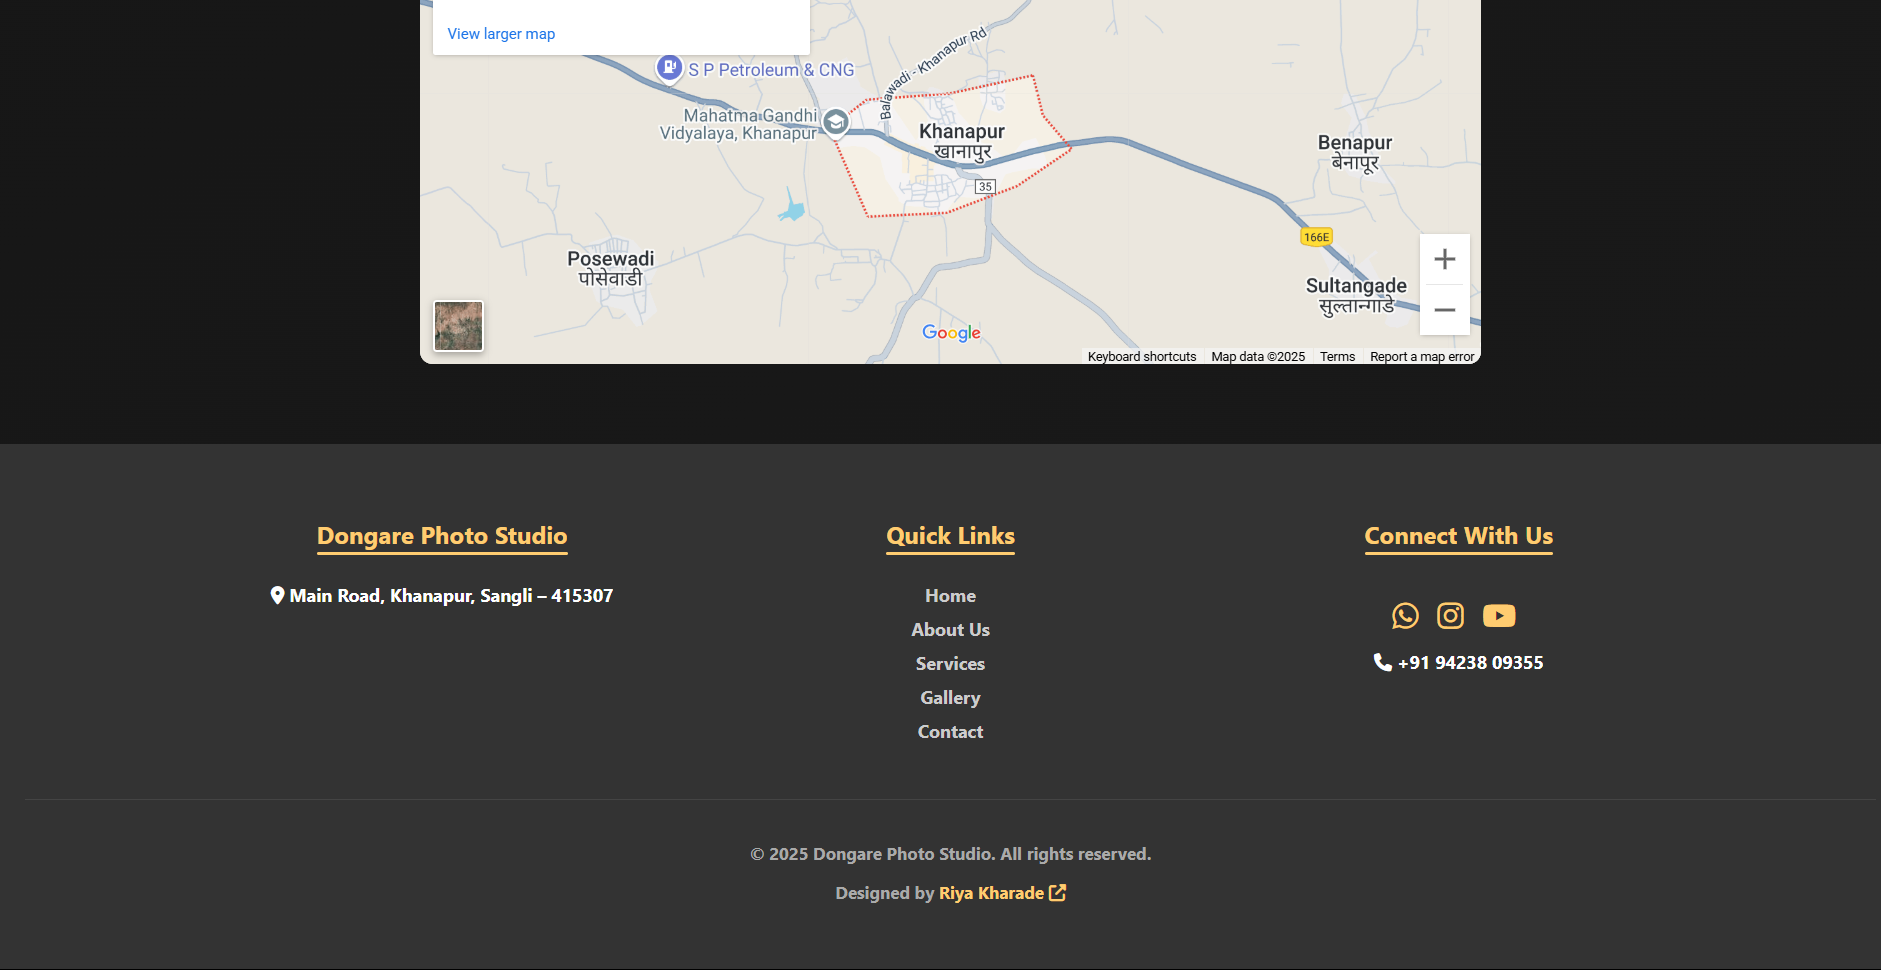 View larger map
S P Petroleum & CNG
Balawadi - Khanapur Rd
Mahatma Gandhi
Vidyalaya, Khanapur
Khanapur
खानापुर
35
Benapur
बेनापूर
166E
Posewadi
पोसेवाडी
Sultangade
सुल्तानगाडे
Google
Keyboard shortcuts
Map data ©2025
Terms
Report a map error
Dongare Photo Studio
Main Road, Khanapur, Sangli – 415307
Quick Links
Home
About Us
Services
Gallery
Contact
Connect With Us
+91 94238 09355
© 2025 Dongare Photo Studio. All rights reserved.
Designed by Riya Kharade